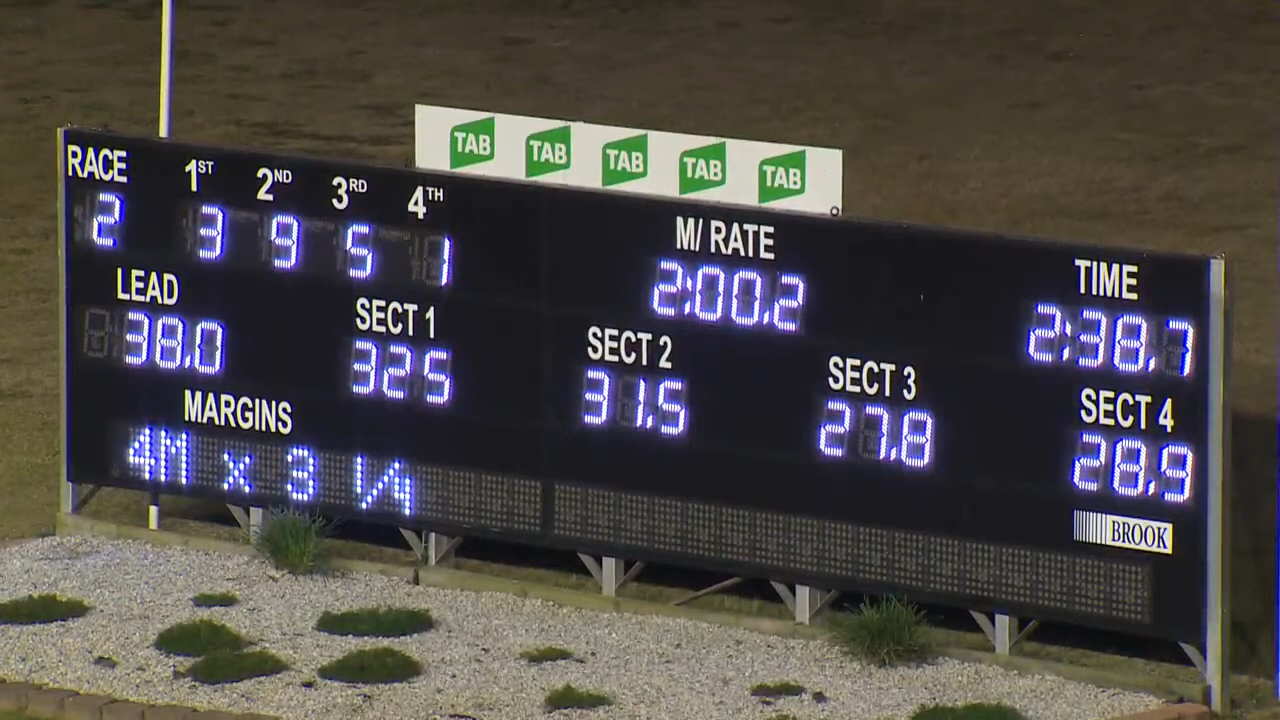 TAB TAB TAB TAB TAB
RACE 1ST 2ND 3RD 4TH
2 3 9 5 1
M/ RATE
2:00.2
TIME
2:38.7
LEAD
38.0
SECT 1
325
SECT 2
31.5
SECT 3
27.8
SECT 4
28.9
MARGINS
4M x 3 1/4
BROOK